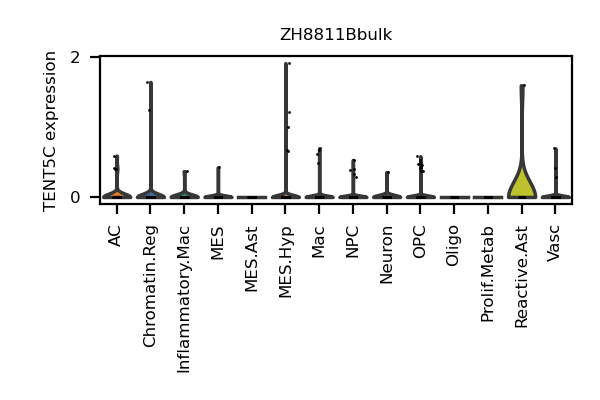 ZH8811Bbulk
TENT5C expression
2
0
AC
Chromatin.Reg
Inflammatory.Mac
MES
MES.Ast
MES.Hyp
Mac
NPC
Neuron
OPC
Oligo
Prolif.Metab
Reactive.Ast
Vasc